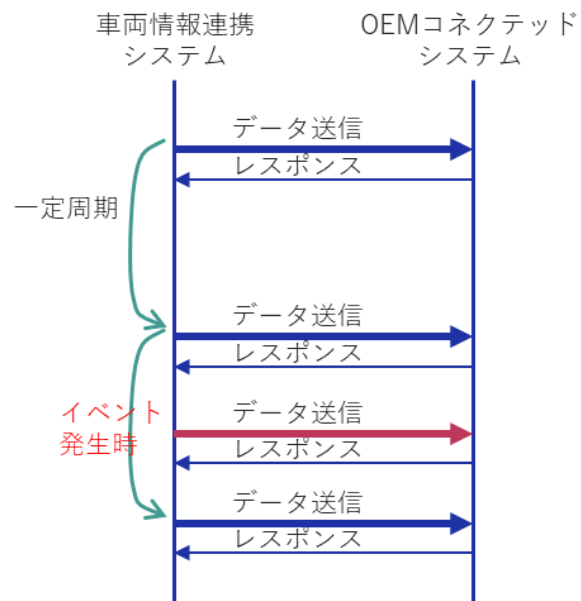 車両情報連携
システム
OEMコネクテッド
システム
データ送信
レスポンス
一定周期
データ送信
レスポンス
イベント
発生時
データ送信
レスポンス
データ送信
レスポンス